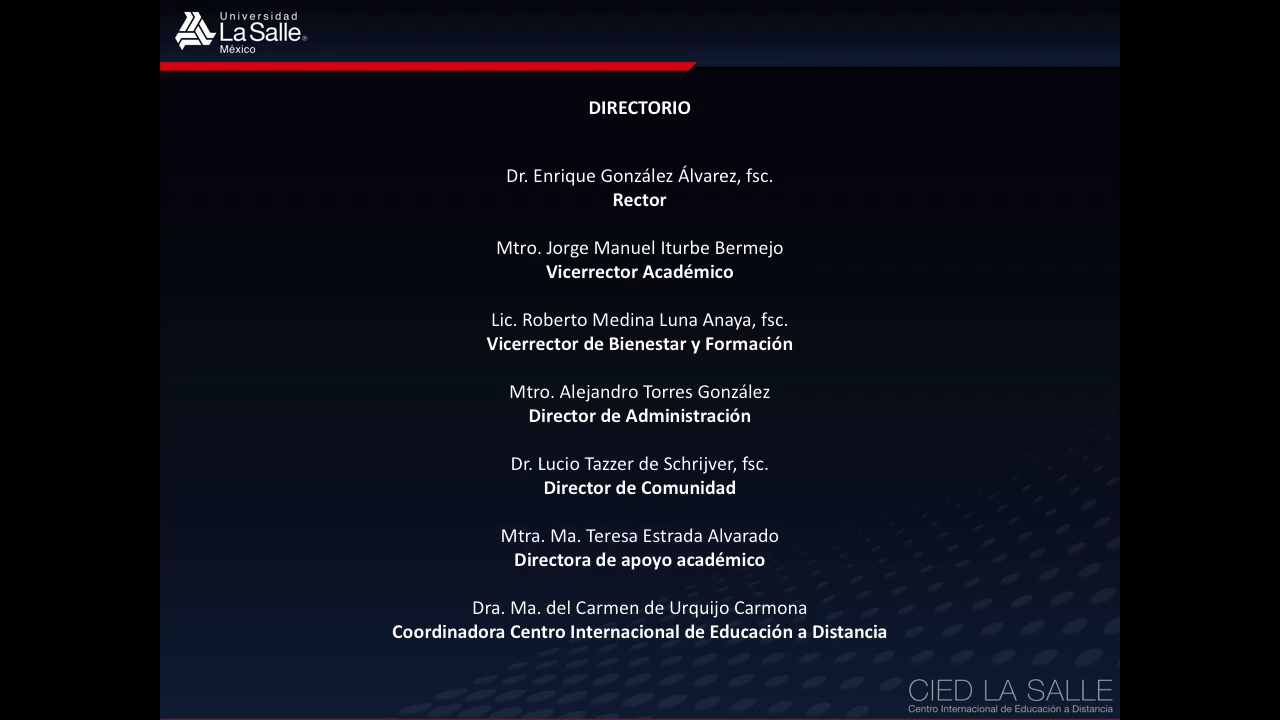 Universidad
La Salle®
México
DIRECTORIO
Dr. Enrique González Álvarez, fsc.
Rector
Mtro. Jorge Manuel Iturbe Bermejo
Vicerrector Académico
Lic. Roberto Medina Luna Anaya, fsc.
Vicerrector de Bienestar y Formación
Mtro. Alejandro Torres González
Director de Administración
Dr. Lucio Tazzer de Schrijver, fsc.
Director de Comunidad
Mtra. Ma. Teresa Estrada Alvarado
Directora de apoyo académico
Dra. Ma. del Carmen de Urquijo Carmona
Coordinadora Centro Internacional de Educación a Distancia
CIED LA SALLE
Centro Internacional de Educación a Distancia